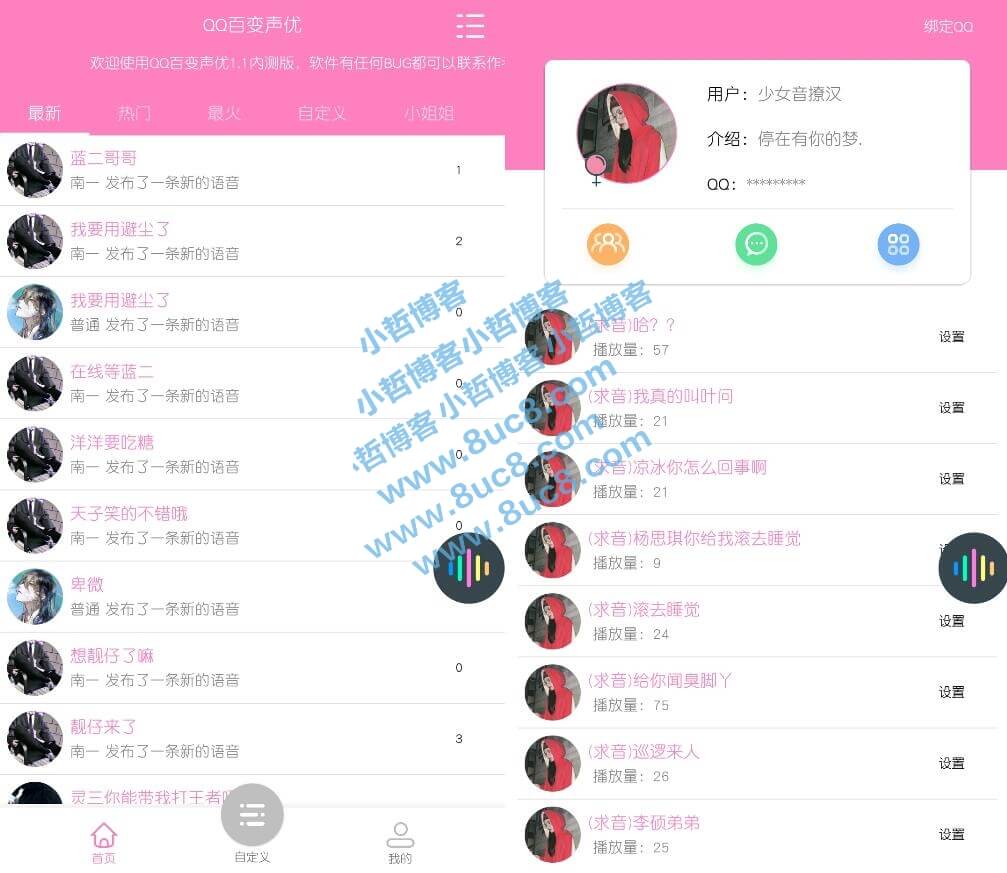 QQ百变声优
欢迎使用QQ百变声优1.1内测版，软件有任何BUG都可以联系作
最新
热门
最火
自定义
小姐姐
蓝二哥哥
南一 发布了一条新的语音
1
我要用避尘了
南一 发布了一条新的语音
2
我要用避尘了
普通 发布了一条新的语音
0
在线等蓝二
南一 发布了一条新的语音
0
洋洋要吃糖
南一 发布了一条新的语音
0
天子笑的不错哦
南一 发布了一条新的语音
0
卑微
普通 发布了一条新的语音
想靓仔了嘛
南一 发布了一条新的语音
0
靓仔来了
南一 发布了一条新的语音
3
灵三你能带我打王者
首页
自定义
我的
绑定QQ
用户：少女音撩汉
介绍：停在有你的梦.
QQ：*********
(求音)哈？？
播放量：57
设置
(求音)我真的叫叶问
播放量：21
设置
(求音)凉冰你怎么回事啊
播放量：21
设置
(求音)杨思琪你给我滚去睡觉
播放量：9
(求音)滚去睡觉
播放量：24
设置
(求音)给你闻臭脚丫
播放量：75
设置
(求音)巡逻来人
播放量：26
设置
(求音)李硕弟弟
播放量：25
设置
小哲博客
小哲博客
小哲博客
小哲博客
小哲博客
小哲博客
小哲博客
www.8uc8.com
www.8uc8.com
www.8uc8.com